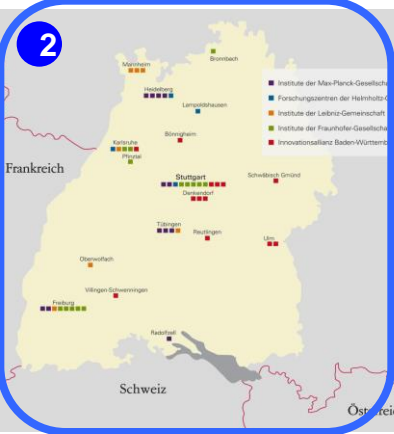 2
Bronnbach
Mannheim
Heidelberg
Lampoldshausen
Institute der Max-Planck-Gesellscha
Forschungszentren der Helmholtz-G
Institute der Leibniz-Gemeinschaft
Institute der Fraunhofer-Gesellscha
Innovationsallianz Baden-Württemb
Karlsruhe
Pfinztal
Bönnigheim
Frankreich
Stuttgart
Schwäbisch Gmünd
Denkendorf
Tübingen
Reutlingen
Ulm
Oberwolfach
Villingen-Schwenningen
Freiburg
Radolfzell
Schweiz
Österreic